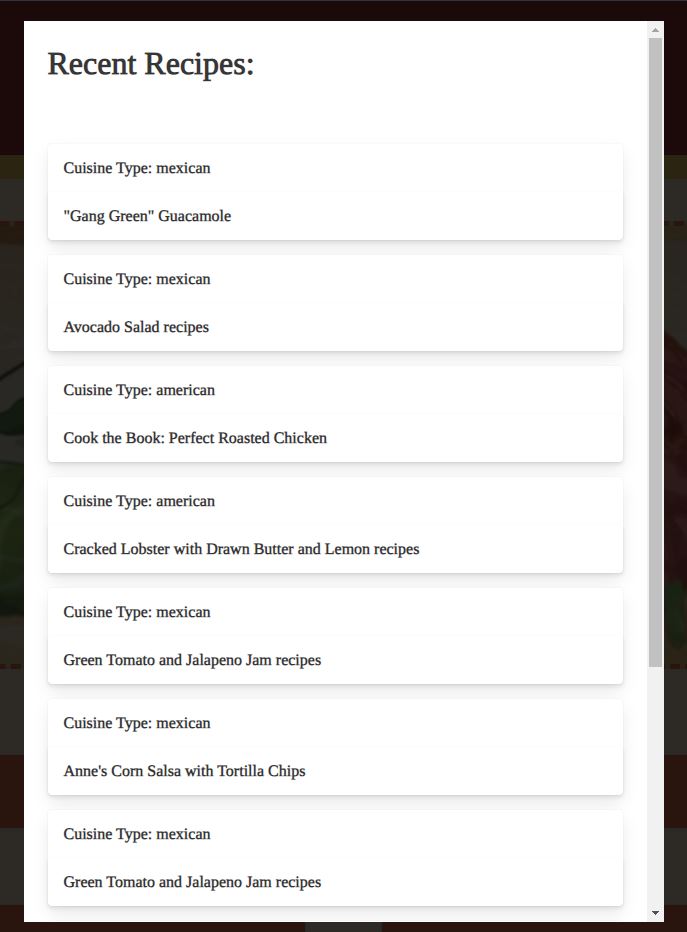 Recent Recipes:
Cuisine Type: mexican
"Gang Green" Guacamole
Cuisine Type: mexican
Avocado Salad recipes
Cuisine Type: american
Cook the Book: Perfect Roasted Chicken
Cuisine Type: american
Cracked Lobster with Drawn Butter and Lemon recipes
Cuisine Type: mexican
Green Tomato and Jalapeno Jam recipes
Cuisine Type: mexican
Anne's Corn Salsa with Tortilla Chips
Cuisine Type: mexican
Green Tomato and Jalapeno Jam recipes